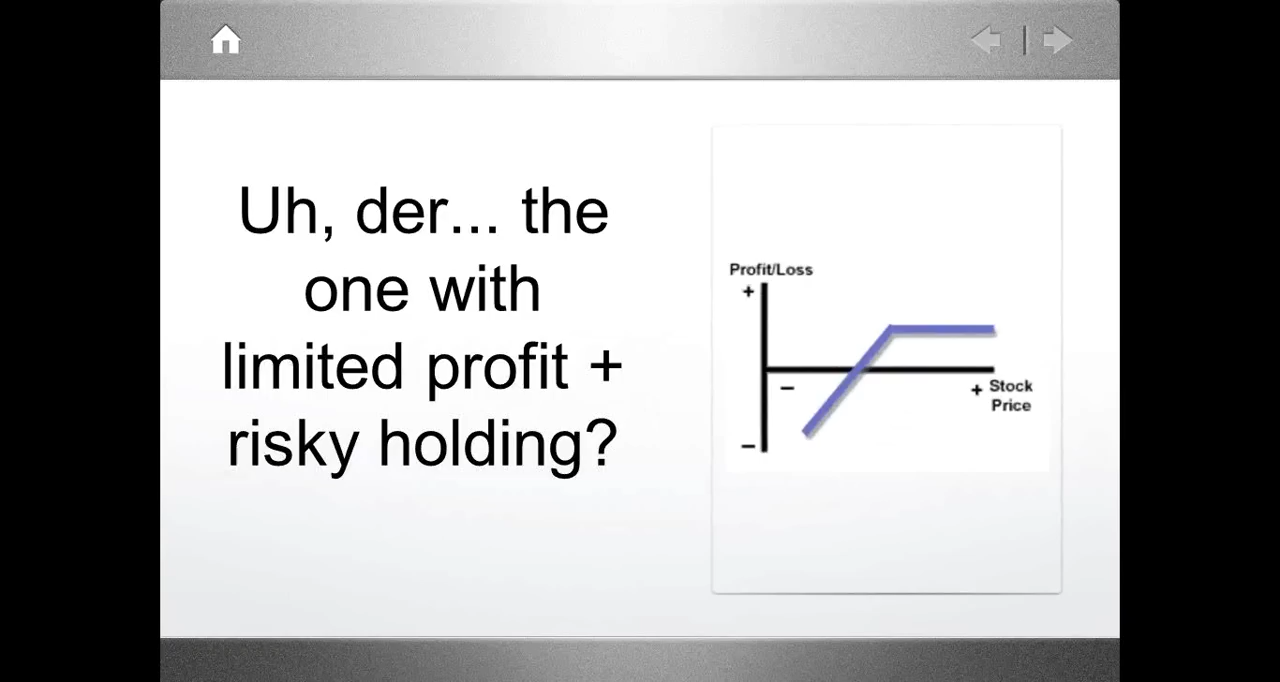 Uh, der... the
one with
limited profit +
risky holding?
Profit/Loss
+
−
+ Stock
Price
−